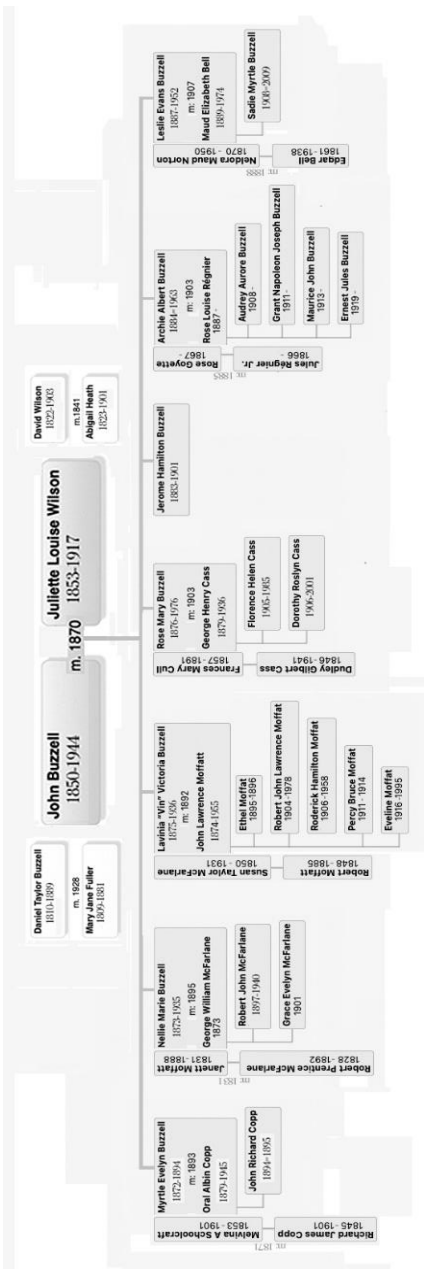 Daniel Taylor Buzzell
1810-1889
m. 1928
Mary Jane Fuller
1809-1881
John Buzzell
1850-1944
m. 1870
Juliette Louise Wilson
1853-1917
David Wilson
1822-1903
m.1841
Abigail Heath
1823-1901
Myrtle Evelyn Buzzell
1872-1894
m: 1893
Oral Albin Copp
1879-1945
John Richard Copp
1894-1895
Richard James Copp
1845-1901
m: 1871
Melvina A Schoolcraft
1853-1901
Nellie Marie Buzzell
1873-1935
m: 1895
George William McFarlane
1873
Robert John McFarlane
1897-1940
Grace Evelyn McFarlane
1901
Robert Prentice McFarlane
1828-1892
m: 1831
Janett Moffatt
1831-1888
Lavinia "Vin" Victoria Buzzell
1875-1936
m: 1892
John Lawrence Moffatt
1874-1955
Ethel Moffat
1895-1896
Robert John Lawrence Moffat
1904-1978
Roderick Hamilton Moffat
1906-1958
Percy Bruce Moffat
1911 - 1914
Eveline Moffat
1916-1995
Robert Moffatt
1848-1885
Susan Taylor McFarlane
1850-1931
Rose Mary Buzzell
1876-1976
m: 1903
George Henry Cass
1879-1936
Florence Helen Cass
1905-1985
Dorothy Roslyn Cass
1906-2001
Dudley Gilbert Cass
1846-1941
Frances Mary Cull
1857-1891
Jerome Hamilton Buzzell
1883-1901
Archie Albert Buzzell
1884-1963
m: 1903
Rose Louise Régnier
1887 -
Audrey Aurore Buzzell
1908 -
Grant Napoleon Joseph Buzzell
1911 -
Maurice John Buzzell
1913 -
Ernest Jules Buzzell
1919 -
Jules Régnier Jr.
1866 -
m: 1885
Rose Goyette
1867 -
Leslie Evans Buzzell
1887-1952
m: 1907
Maud Elizabeth Bell
1889-1974
Sadie Myrtle Buzzell
1908-2009
Edgar Bell
1861-1938
m: 1888
Neldora Maud Norton
1870 - 1950